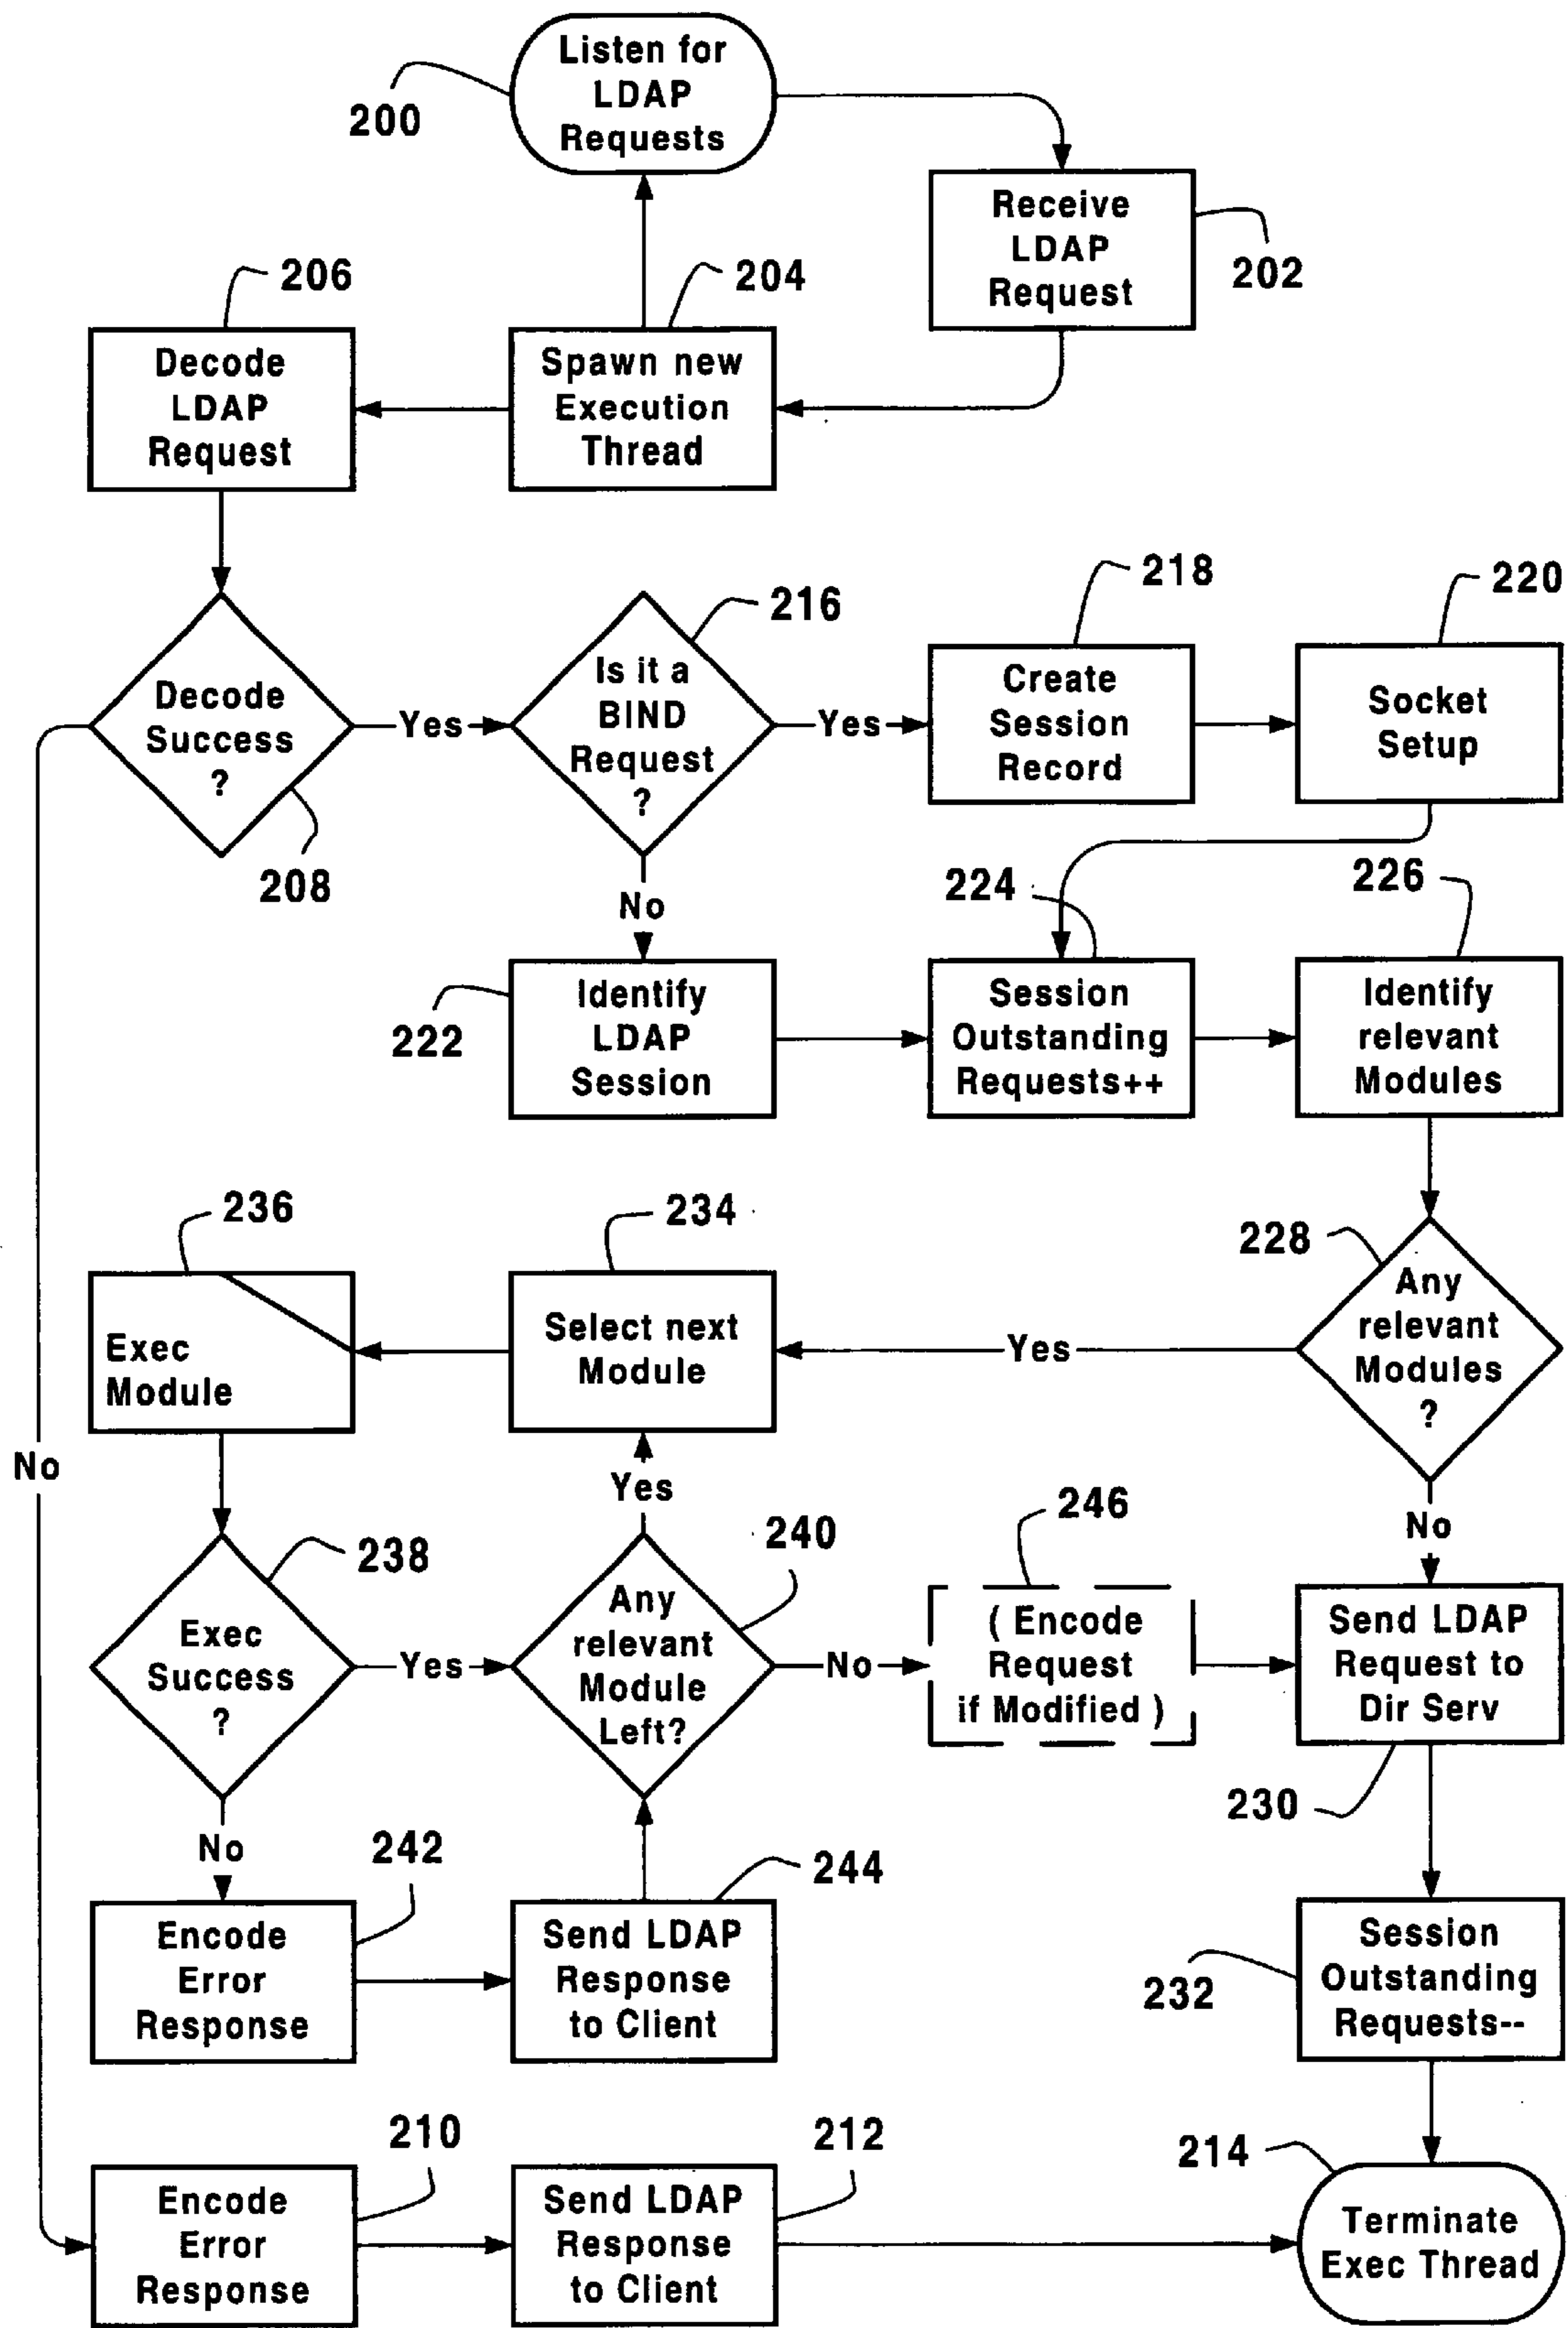 Listen for
LDAP
Requests
200
Receive
LDAP
Request
202
206
204
Decode
LDAP
Request
Spawn new
Execution
Thread
218
220
216
Decode
Success
?
Yes
Is it a
BIND
Request
?
Yes
Create
Session
Record
Socket
Setup
208
No
224
226
222
Identify
LDAP
Session
Session
Outstanding
Requests++
Identify
relevant
Modules
236
234
228
Exec
Module
Select next
Module
Yes
Any
relevant
Modules
?
No
Yes
246
No
238
240
Exec
Success
?
Yes
Any
relevant
Module
Left?
No
( Encode
Request
if Modified )
Send LDAP
Request to
Dir Serv
230
No
242
244
Encode
Error
Response
Send LDAP
Response
to Client
232
Session
Outstanding
Requests--
210
212
214
Encode
Error
Response
Send LDAP
Response
to Client
Terminate
Exec Thread